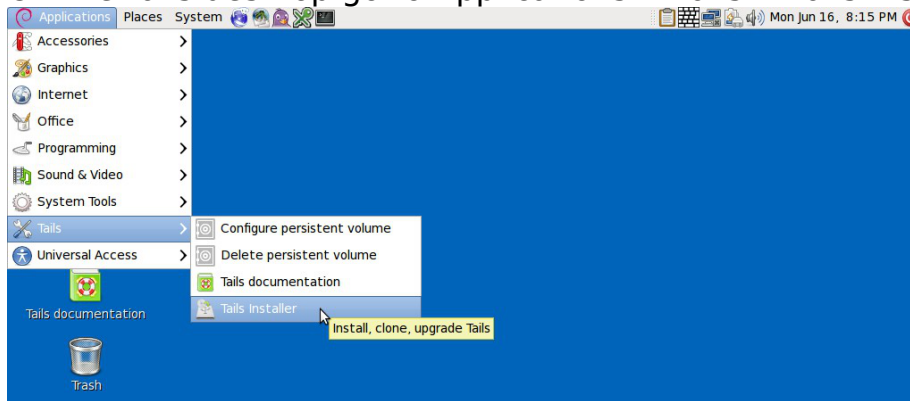 Applications Places System Mon Jun 16, 8:15 PM
Accessories
Graphics
Internet
Office
Programming
Sound & Video
System Tools
Tails
Configure persistent volume
Universal Access
Delete persistent volume
Tails documentation
Tails Installer
Install, clone, upgrade Tails
Tails documentation
Trash